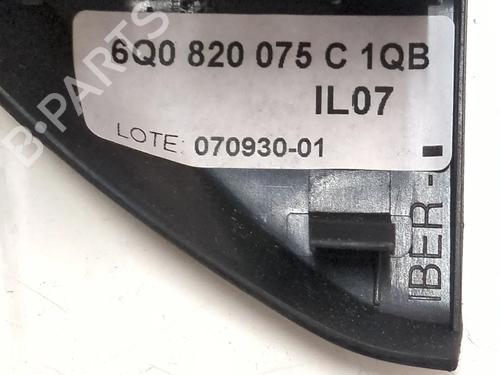 6Q0 820 075 C 1QB
IL07
LOTE: 070930-01
IBER -
B-PARTS